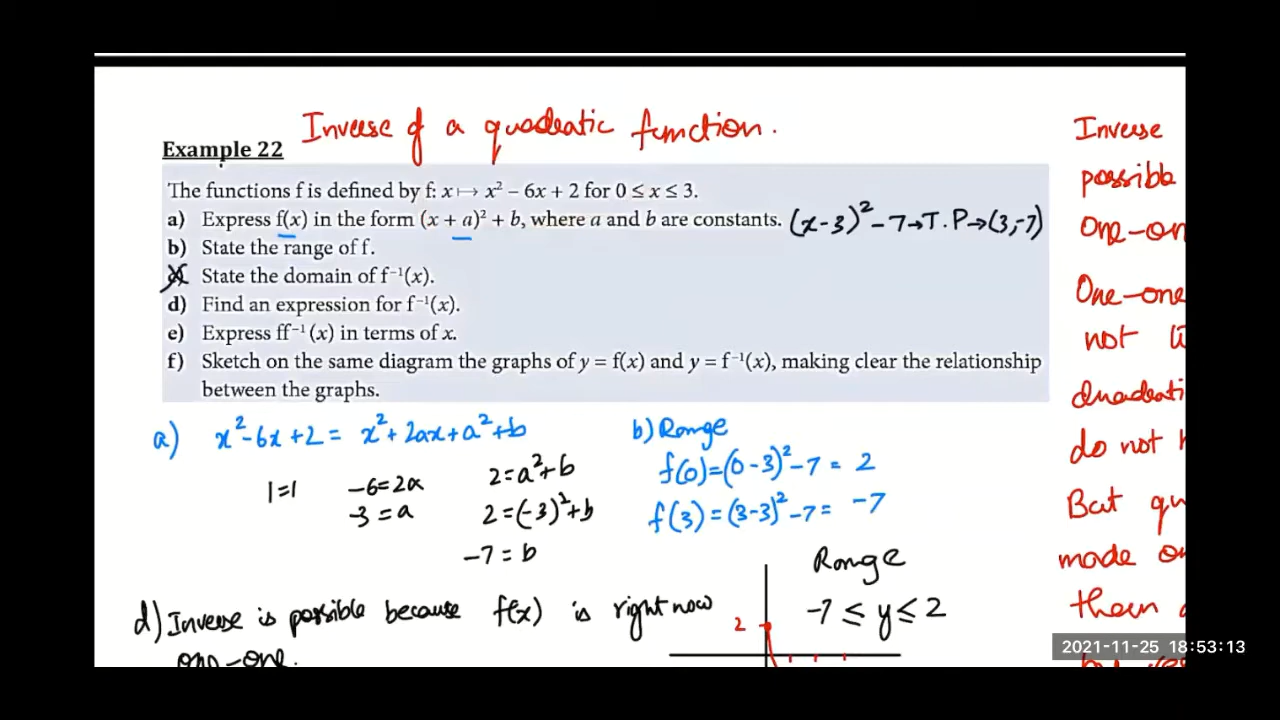 Inverse of a quadratic function.
Example 22
The functions f is defined by f: x ↦ x² – 6x + 2 for 0 ≤ x ≤ 3.
a) Express f(x) in the form (x + a)² + b, where a and b are constants. (x-3)² -7→T.P→(3,-7)
b) State the range of f.
State the domain of f⁻¹(x).
d) Find an expression for f⁻¹(x).
e) Express ff⁻¹(x) in terms of x.
f) Sketch on the same diagram the graphs of y = f(x) and y = f⁻¹(x), making clear the relationship
between the graphs.
a) x²-6x+2 = x²+2ax+a²+b
1=1 -6=2a 2=a²+b
-3=a 2=(-3)²+b
-7=b
b) Range
f(0)=(0-3)²-7= 2
f(3)=(3-3)²-7= -7
Range
-7 ≤ y ≤ 2
2
d) Inverse is possible because f(x) is right now
one-one.
Inverse
possible
One-on
One-one
not
quadrati
do not
But qu
made on
them
2021-11-25 18:53:13